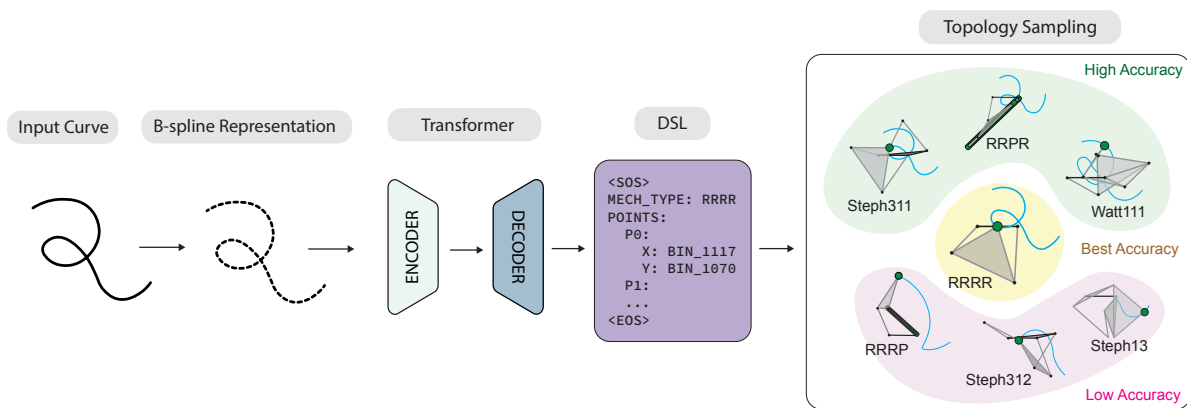 Topology Sampling
Input Curve
B-spline Representation
Transformer
DSL
ENCODER
DECODER
<SOS>
MECH_TYPE: RRRR
POINTS:
P0:
X: BIN_1117
Y: BIN_1070
P1:
...
<EOS>
High Accuracy
RRPR
Steph311
Watt111
Best Accuracy
RRRR
RRRP
Steph312
Steph13
Low Accuracy